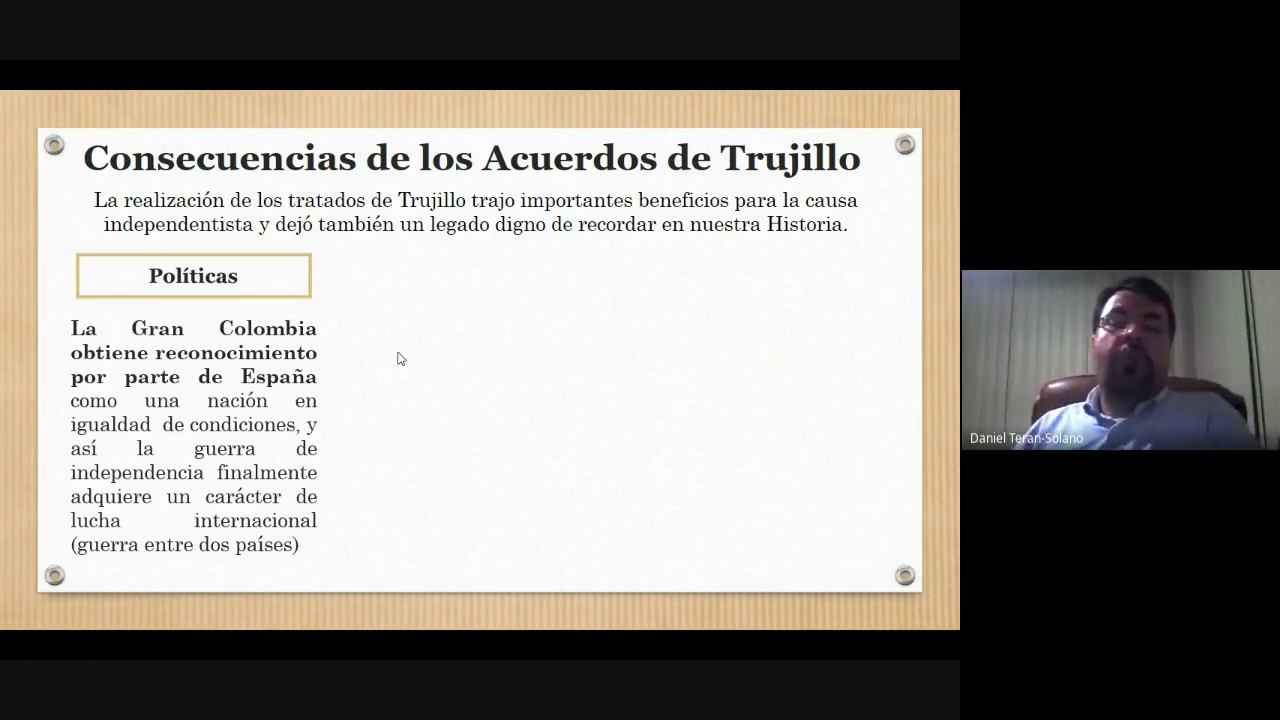 Consecuencias de los Acuerdos de Trujillo
La realización de los tratados de Trujillo trajo importantes beneficios para la causa
independentista y dejó también un legado digno de recordar en nuestra Historia.
Políticas
La Gran Colombia
obtiene reconocimiento
por parte de España
como una nación en
igualdad de condiciones, y
así la guerra de
independencia finalmente
adquiere un carácter de
lucha internacional
(guerra entre dos países)
Daniel Teran-Solano